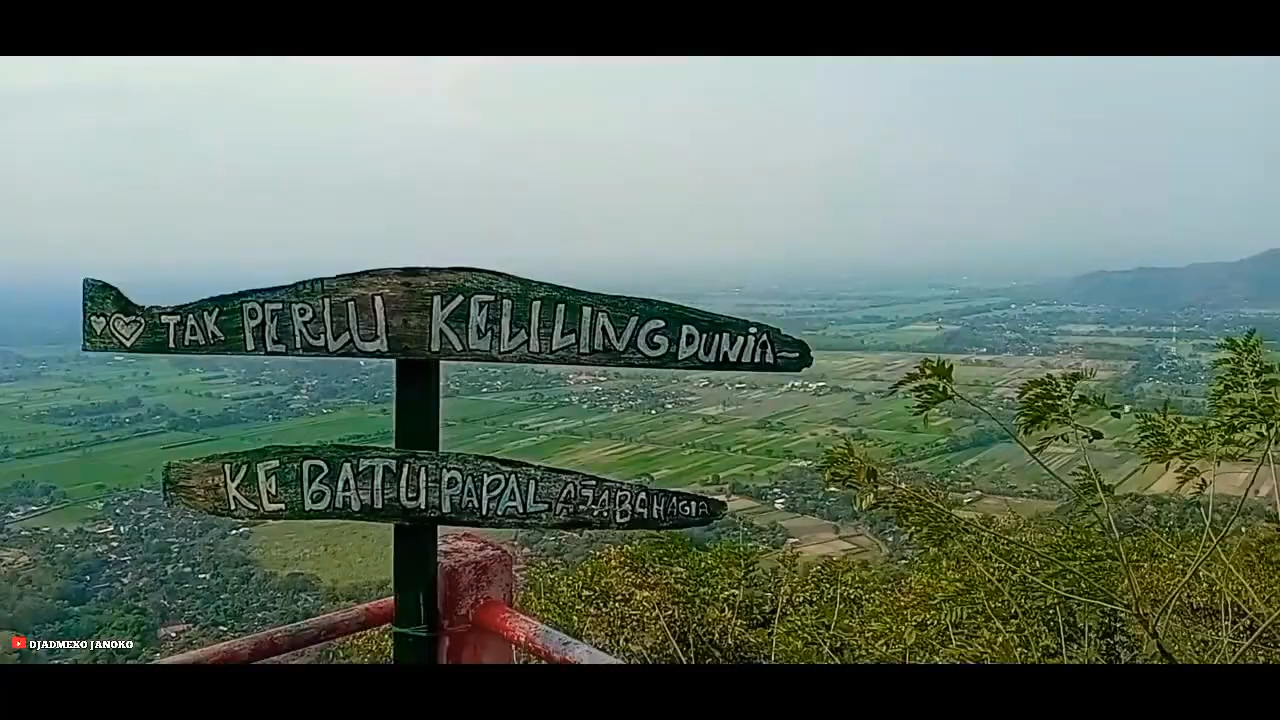 TAK PERLU KELILING DUNIA~
KE BATU PAPAL AJA BAHAGIA
DJADMEKO JANOKO